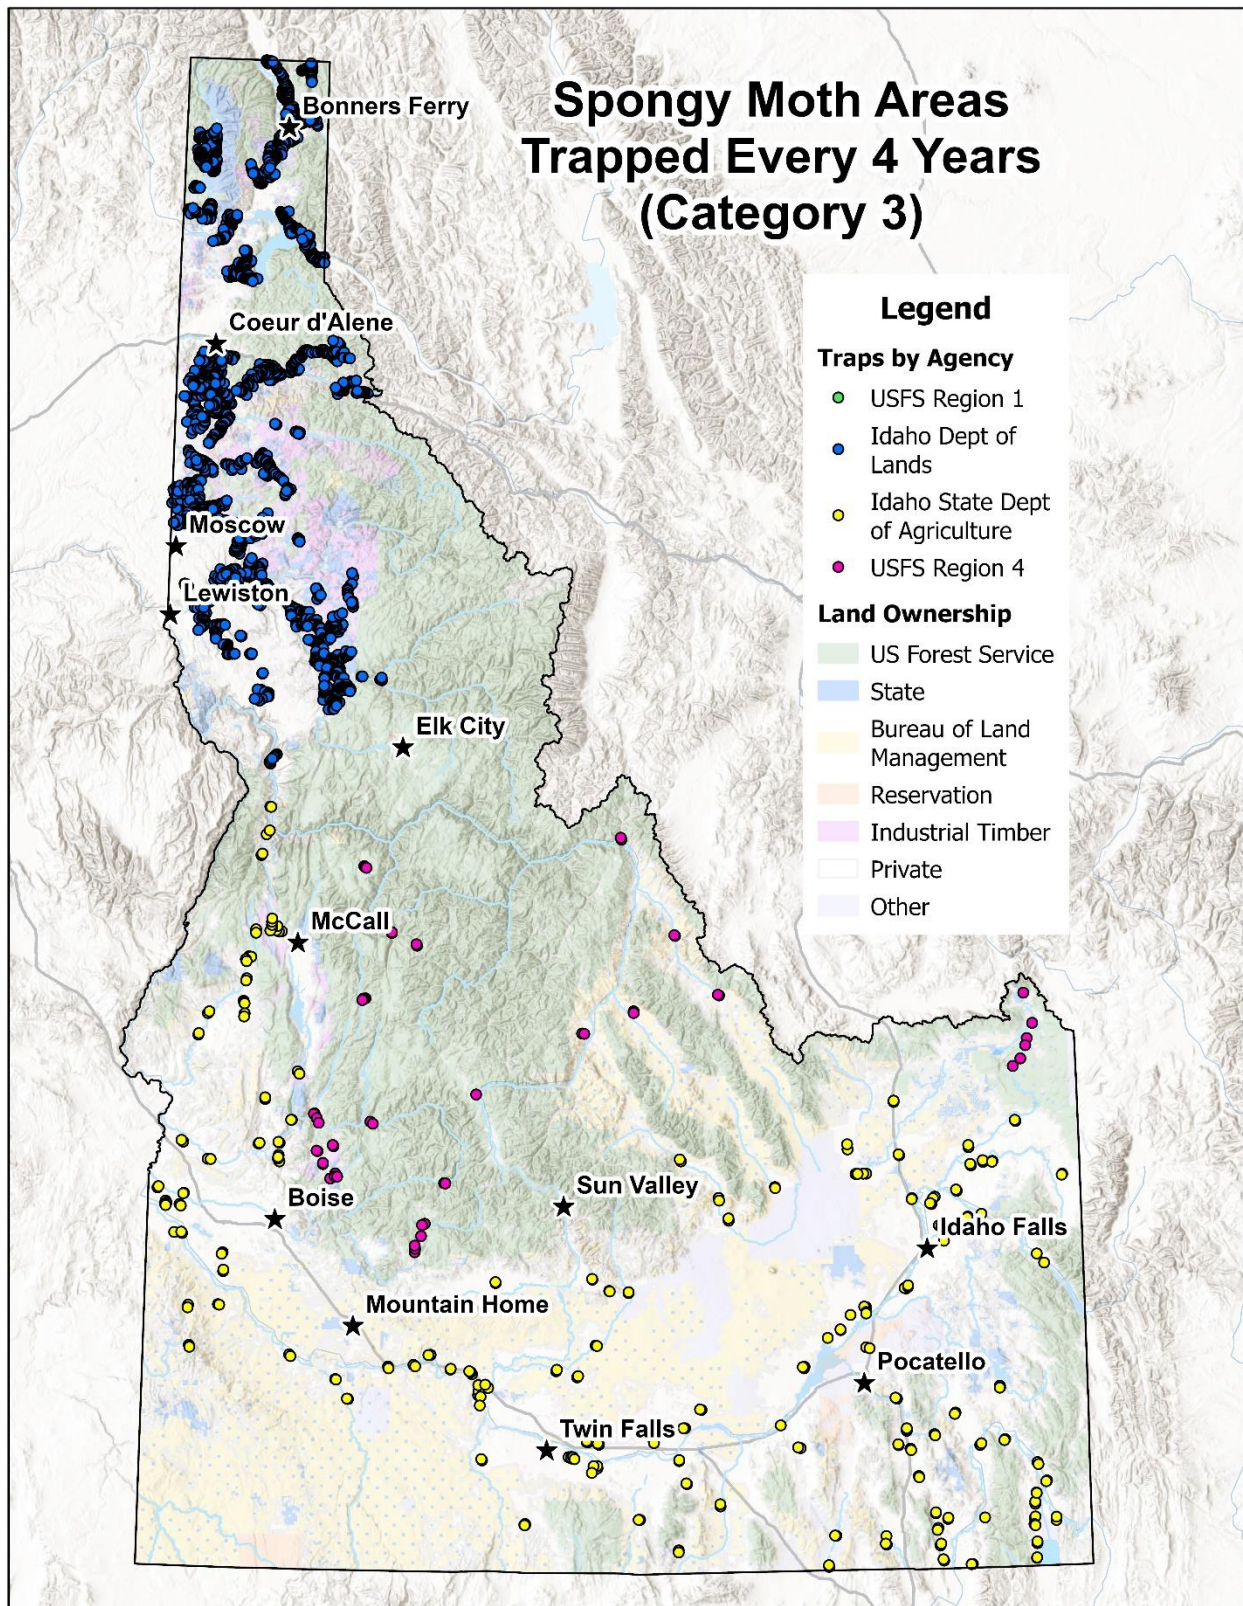 Spongy Moth Areas
Trapped Every 4 Years
(Category 3)
Bonners Ferry
Coeur d'Alene
Moscow
Lewiston
Elk City
McCall
Boise
Sun Valley
Idaho Falls
Mountain Home
Pocatello
Twin Falls
Legend
Traps by Agency
USFS Region 1
Idaho Dept of
Lands
Idaho State Dept
of Agriculture
USFS Region 4
Land Ownership
US Forest Service
State
Bureau of Land
Management
Reservation
Industrial Timber
Private
Other